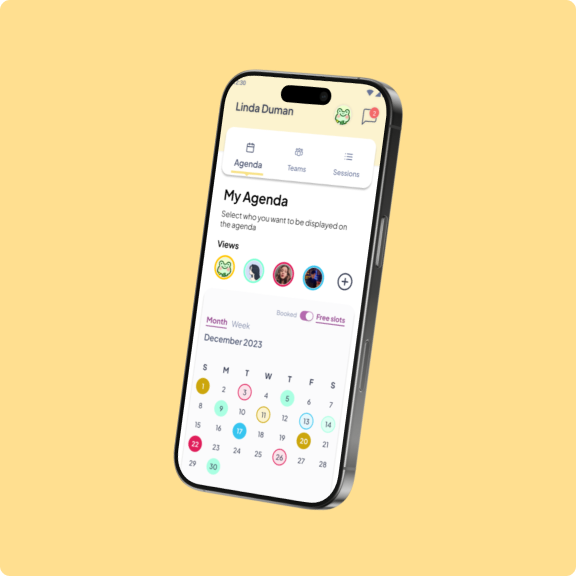 :30
Linda Duman
2
Agenda
Teams
Sessions
My Agenda
Select who you want to be displayed on
the agenda
Views
Booked Free slots
Month Week
December 2023
S M T W T F S
1 2 3 4 5 6 7
8 9 10 11 12 13 14
15 16 17 18 19 20 21
22 23 24 25 26 27 28
29 30